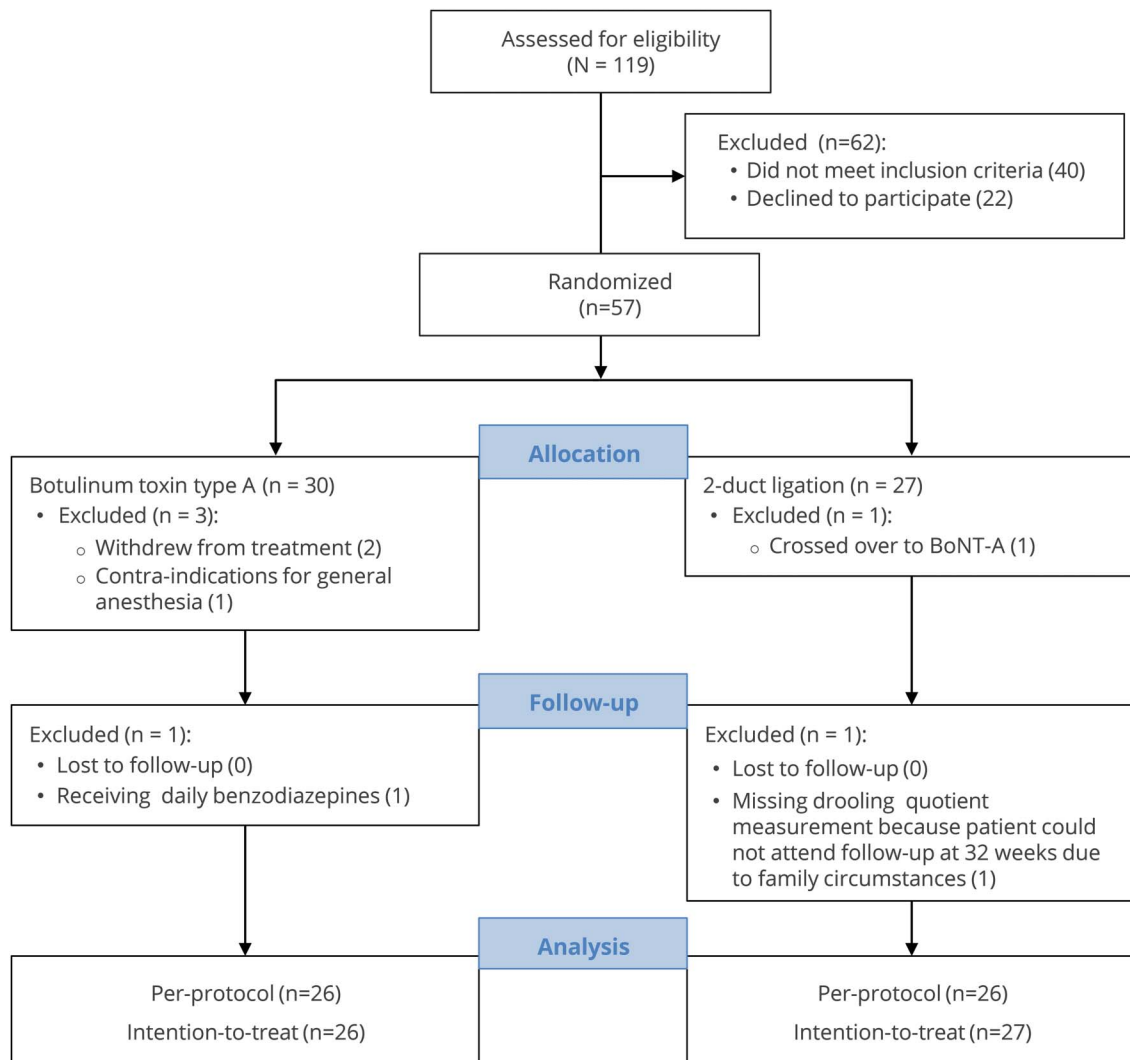 Assessed for eligibility
(N = 119)
Excluded (n=62):
• Did not meet inclusion criteria (40)
• Declined to participate (22)
Randomized
(n=57)
Allocation
Botulinum toxin type A (n = 30)
• Excluded (n = 3):
○ Withdrew from treatment (2)
○ Contra-indications for general
anesthesia (1)
2-duct ligation (n = 27)
• Excluded (n = 1):
○ Crossed over to BoNT-A (1)
Follow-up
Excluded (n = 1):
• Lost to follow-up (0)
• Receiving daily benzodiazepines (1)
Excluded (n = 1):
• Lost to follow-up (0)
• Missing drooling quotient
measurement because patient could
not attend follow-up at 32 weeks due
to family circumstances (1)
Analysis
Per-protocol (n=26)
Intention-to-treat (n=26)
Per-protocol (n=26)
Intention-to-treat (n=27)